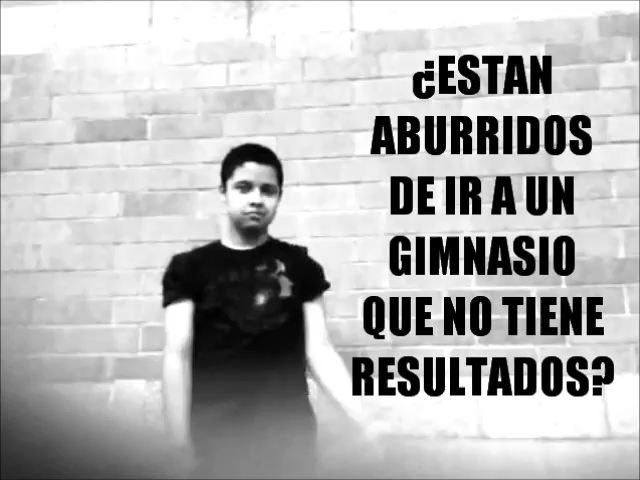 ¿ESTAN
ABURRIDOS
DE IR A UN
GIMNASIO
QUE NO TIENE
RESULTADOS?